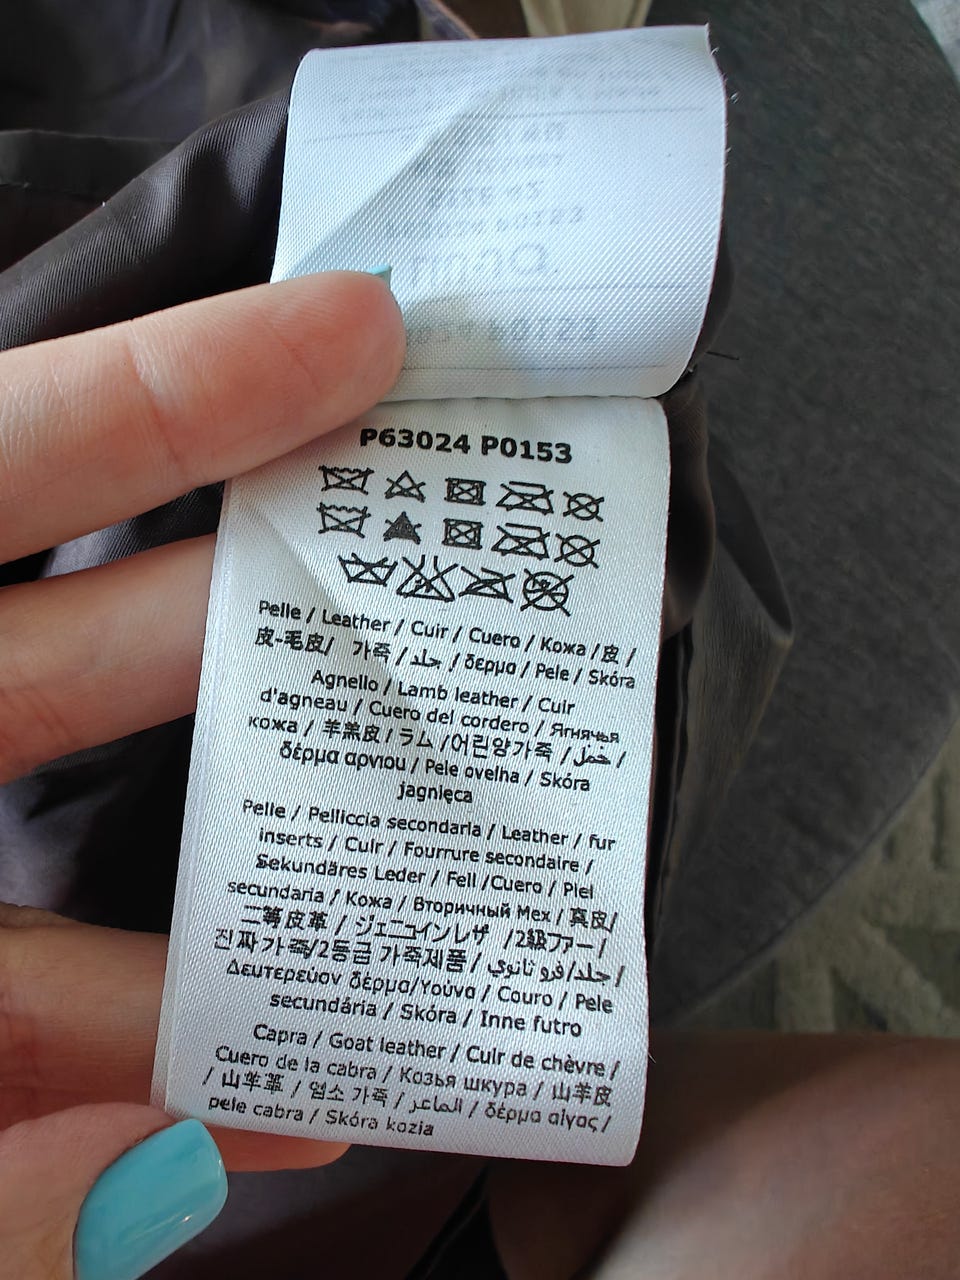 P63024 P0153
Pelle / Leather / Cuir / Cuero / Кожа / 皮 /
皮-毛皮/ 가죽 / جلد / δέρμα / Pele / Skóra
Agnello / Lamb leather / Cuir
d'agneau / Cuero del cordero / Ягнячья
кожа / 羊羔皮 / ラム /어린양가죽 / حَمَل /
δέρμα αρνιου / Pele ovelha / Skóra
jagnięca
Pelle / Pelliccia secondaria / Leather / fur
inserts / Cuir / Fourrure secondaire /
Sekundäres Leder / Fell /Cuero / Piel
secundaria / Кожа / Вторичный Мех / 真皮/
二等皮革 / ジェニュインレザ /2級ファー/
진짜 가죽/2등급 가죽제품 / جلد/فرو ثانوي /
Δευτερεύον δέρμα/Γούνα / Couro / Pele
secundária / Skóra / Inne futro
Capra / Goat leather / Cuir de chèvre /
Cuero de la cabra / Козья шкура / 山羊皮
/ 山羊革 / 염소 가죽 / الماعز / δέρμα αίγας /
pele cabra / Skóra kozia